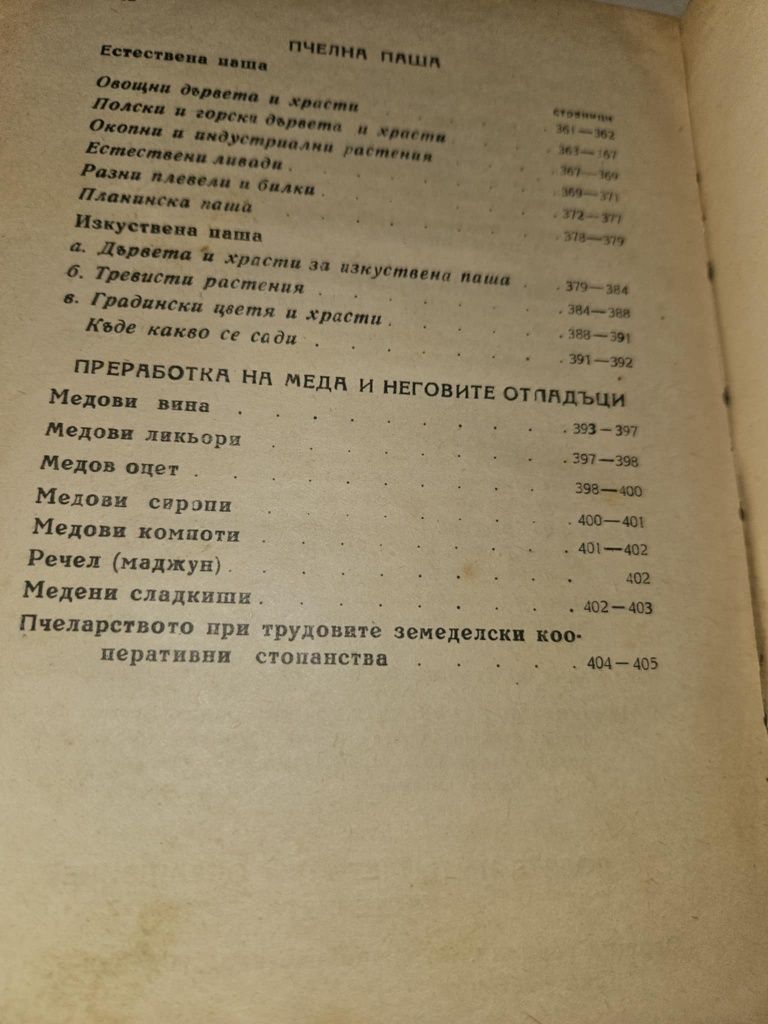 ПЧЕЛНА ПАША
Естествена паша
страници
Овощни дървета и храсти . . . . . 361—362
Полски и горски дървета и храсти . . . 363—367
Окопни и индустриални растения . . . 367—369
Естествени ливади . . . . . . 369—371
Разни плевели и билки . . . . . 372—377
Планинска паша . . . . . . 378—379
Изкуствена паша
а. Дървета и храсти за изкуствена паша . . 379—384
б. Тревисти растения . . . . . . 384—388
в. Градински цветя и храсти . . . . . 388—391
Къде какво се сади . . . . . . 391—392
ПРЕРАБОТКА НА МЕДА И НЕГОВИТЕ ОТПАДЪЦИ
Медови вина . . . . . . . . 393—397
Медови ликьори . . . . . . . 397—398
Медов оцет . . . . . . . . 398—400
Медови сиропи . . . . . . . 400—401
Медови компоти . . . . . . . 401—402
Речел (маджун) . . . . . . . . 402
Медени сладкиши . . . . . . . 402—403
Пчеларството при трудовите земеделски коо-
перативни стопанства . . . . . 404—405